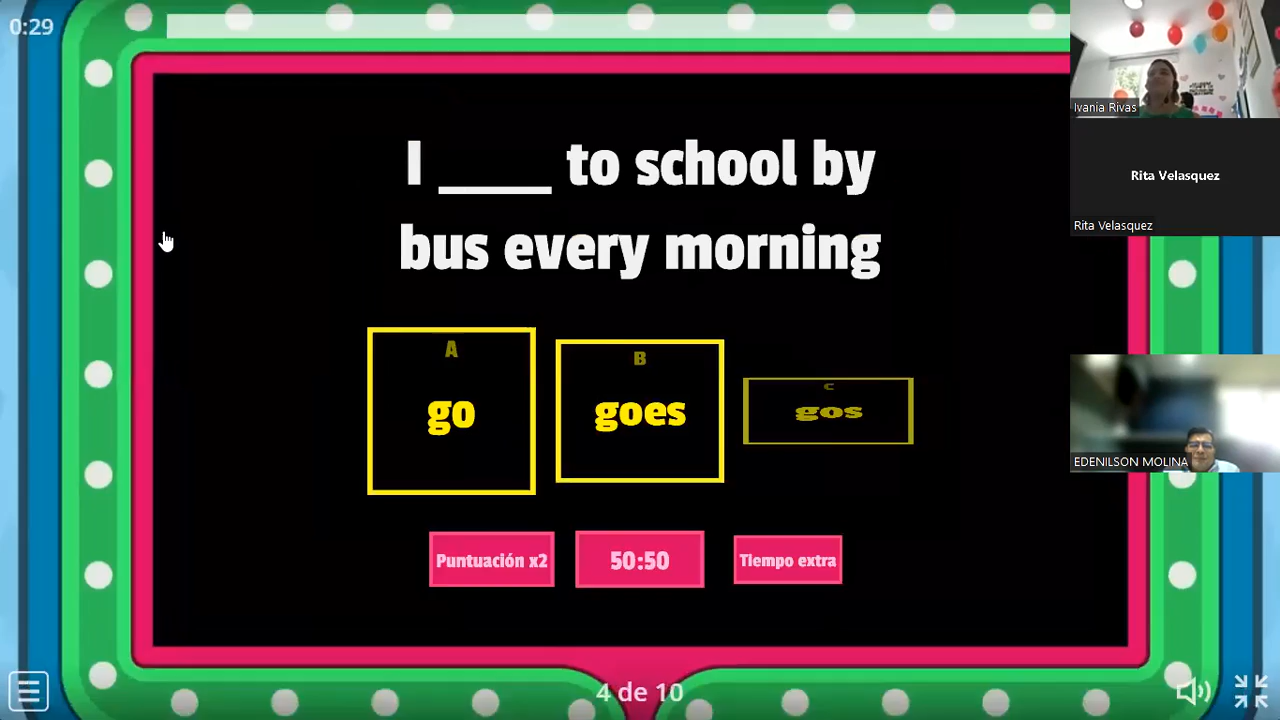 0:29
I ____ to school by
bus every morning
A
go
B
goes
C
gos
Puntuación x2
50:50
Tiempo extra
4 de 10
Ivania Rivas
Rita Velasquez
Rita Velasquez
EDENILSON MOLINA